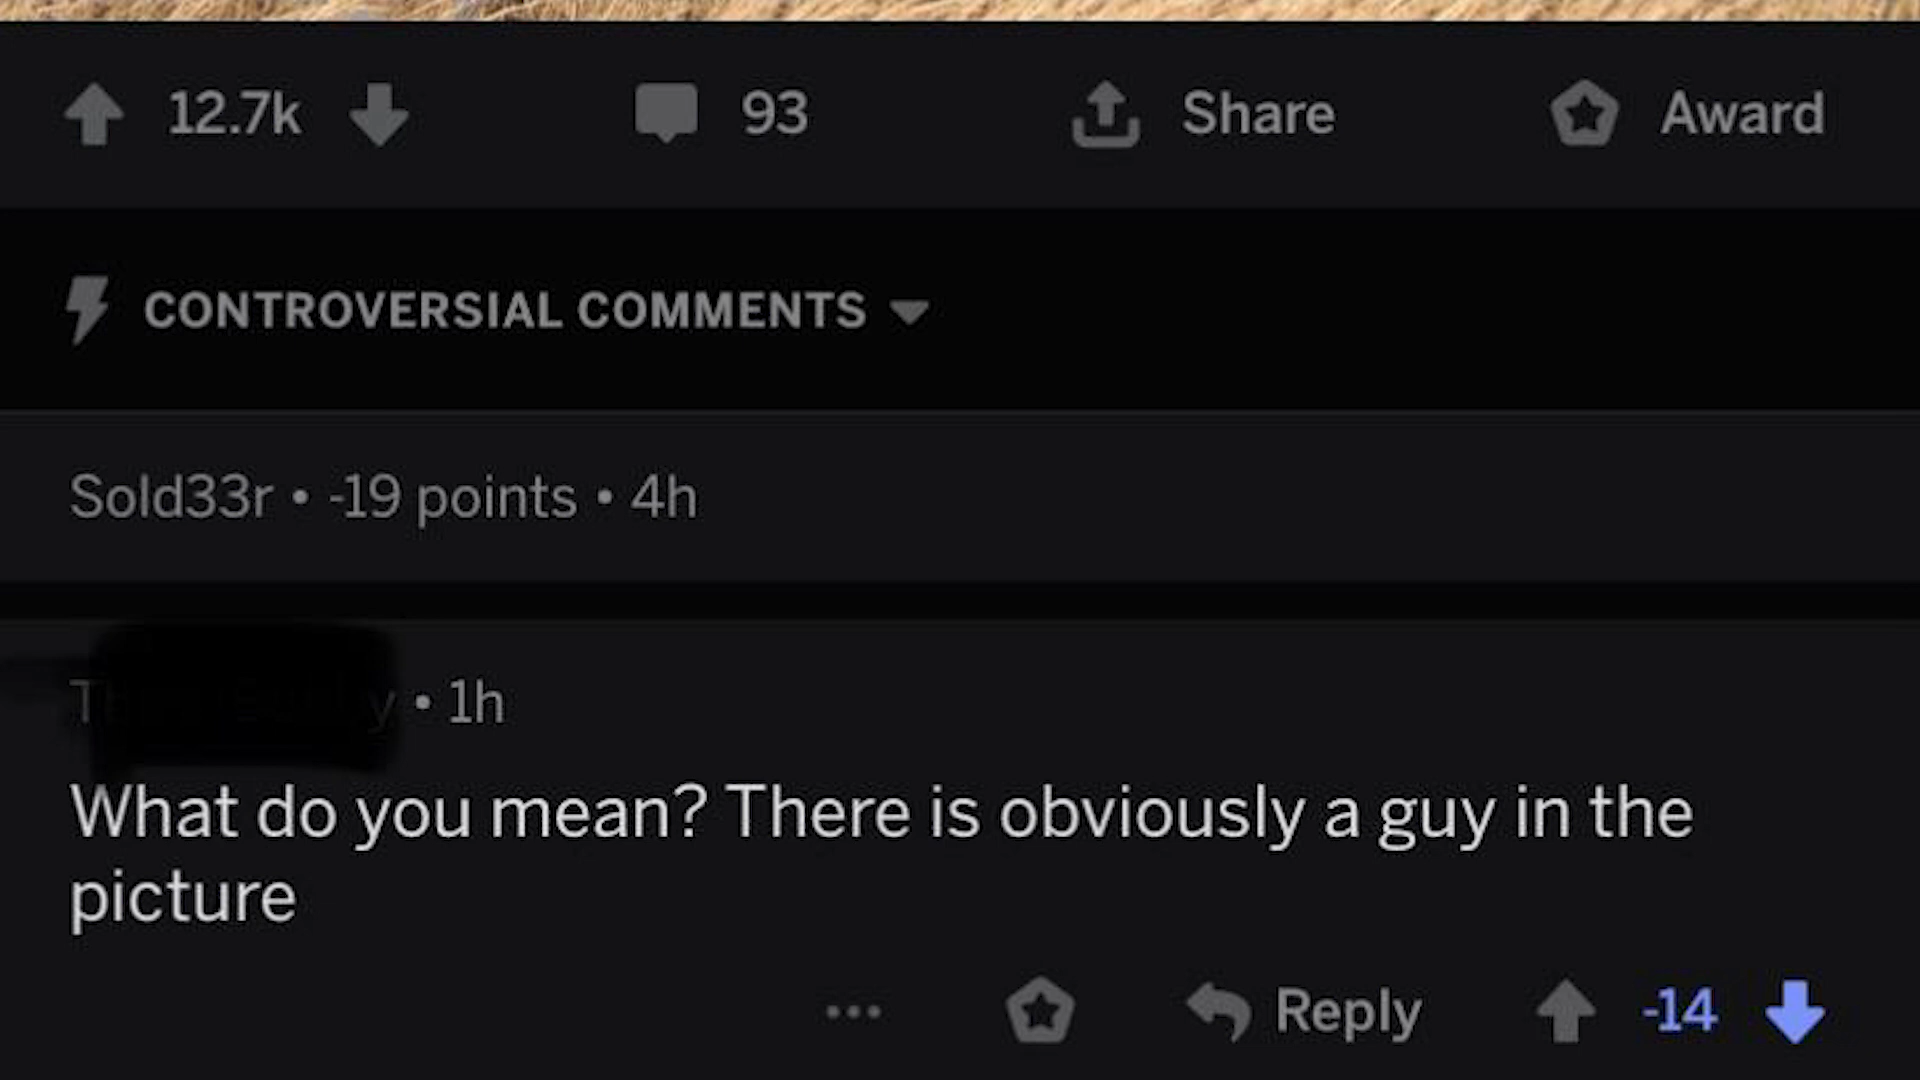 12.7k 93 Share Award
CONTROVERSIAL COMMENTS
Sold33r • -19 points • 4h
• 1h
What do you mean? There is obviously a guy in the
picture
... Reply -14